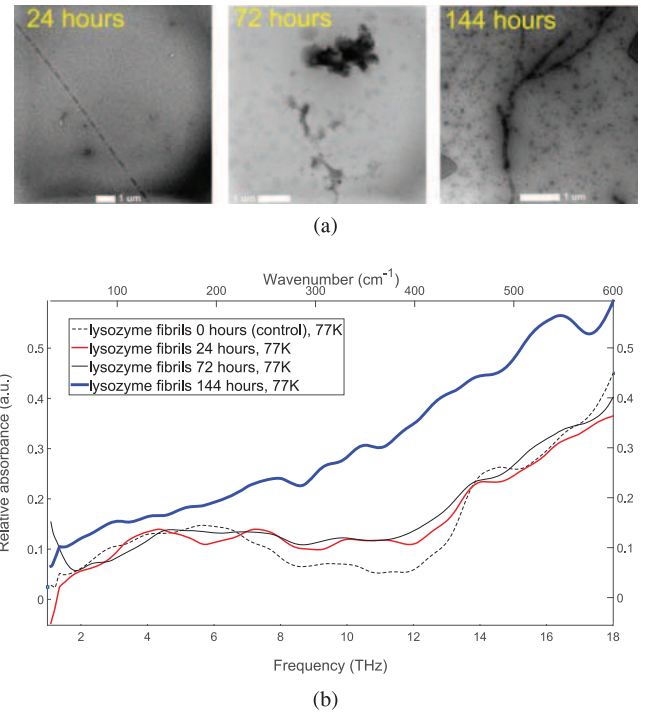 24 hours
72 hours
144 hours
1 um
1 um
1 um
(a)
Wavenumber (cm⁻¹)
100 200 300 400 500 600
lysozyme fibrils 0 hours (control), 77K
lysozyme fibrils 24 hours, 77K
lysozyme fibrils 72 hours, 77K
lysozyme fibrils 144 hours, 77K
Relative absorbance (a.u.)
0,5 0,5
0,4 0,4
0,3 0,3
0,2 0,2
0,1 0,1
0 0
2 4 6 8 10 12 14 16 18
Frequency (THz)
(b)